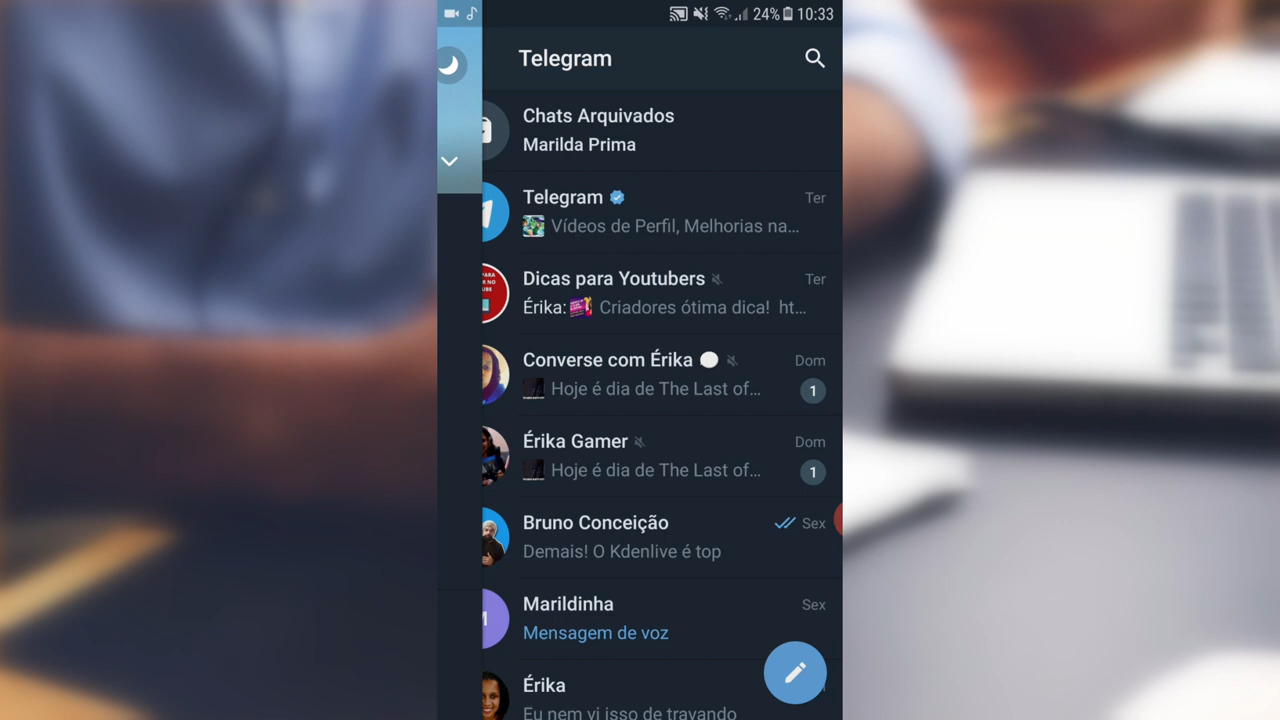 24% 10:33
Telegram
Chats Arquivados
Marilda Prima
Telegram Ter
Vídeos de Perfil, Melhorias na...
Dicas para Youtubers Ter
Érika: Criadores ótima dica! ht...
Converse com Érika Dom
Hoje é dia de The Last of... 1
Érika Gamer Dom
Hoje é dia de The Last of... 1
Bruno Conceição Sex
Demais! O Kdenlive é top
Marildinha Sex
Mensagem de voz
Érika
Eu nem vi isso de travando